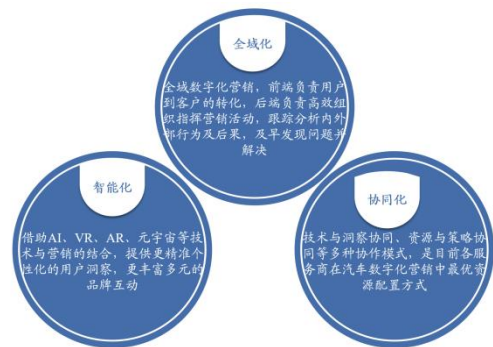 全域化
全域数字化营销，前端负责用户
到客户的转化，后端负责高效组
织指挥营销活动，跟踪分析内外
部行为及后果，及早发现问题并
解决
智能化
借助AI、VR、AR、元宇宙等技
术与营销的结合，提供更精准个
性化的用户洞察，更丰富多元的
品牌互动
协同化
技术与洞察协同、资源与策略协
同等多种协作模式，是目前各服
务商在汽车数字化营销中最优资
源配置方式